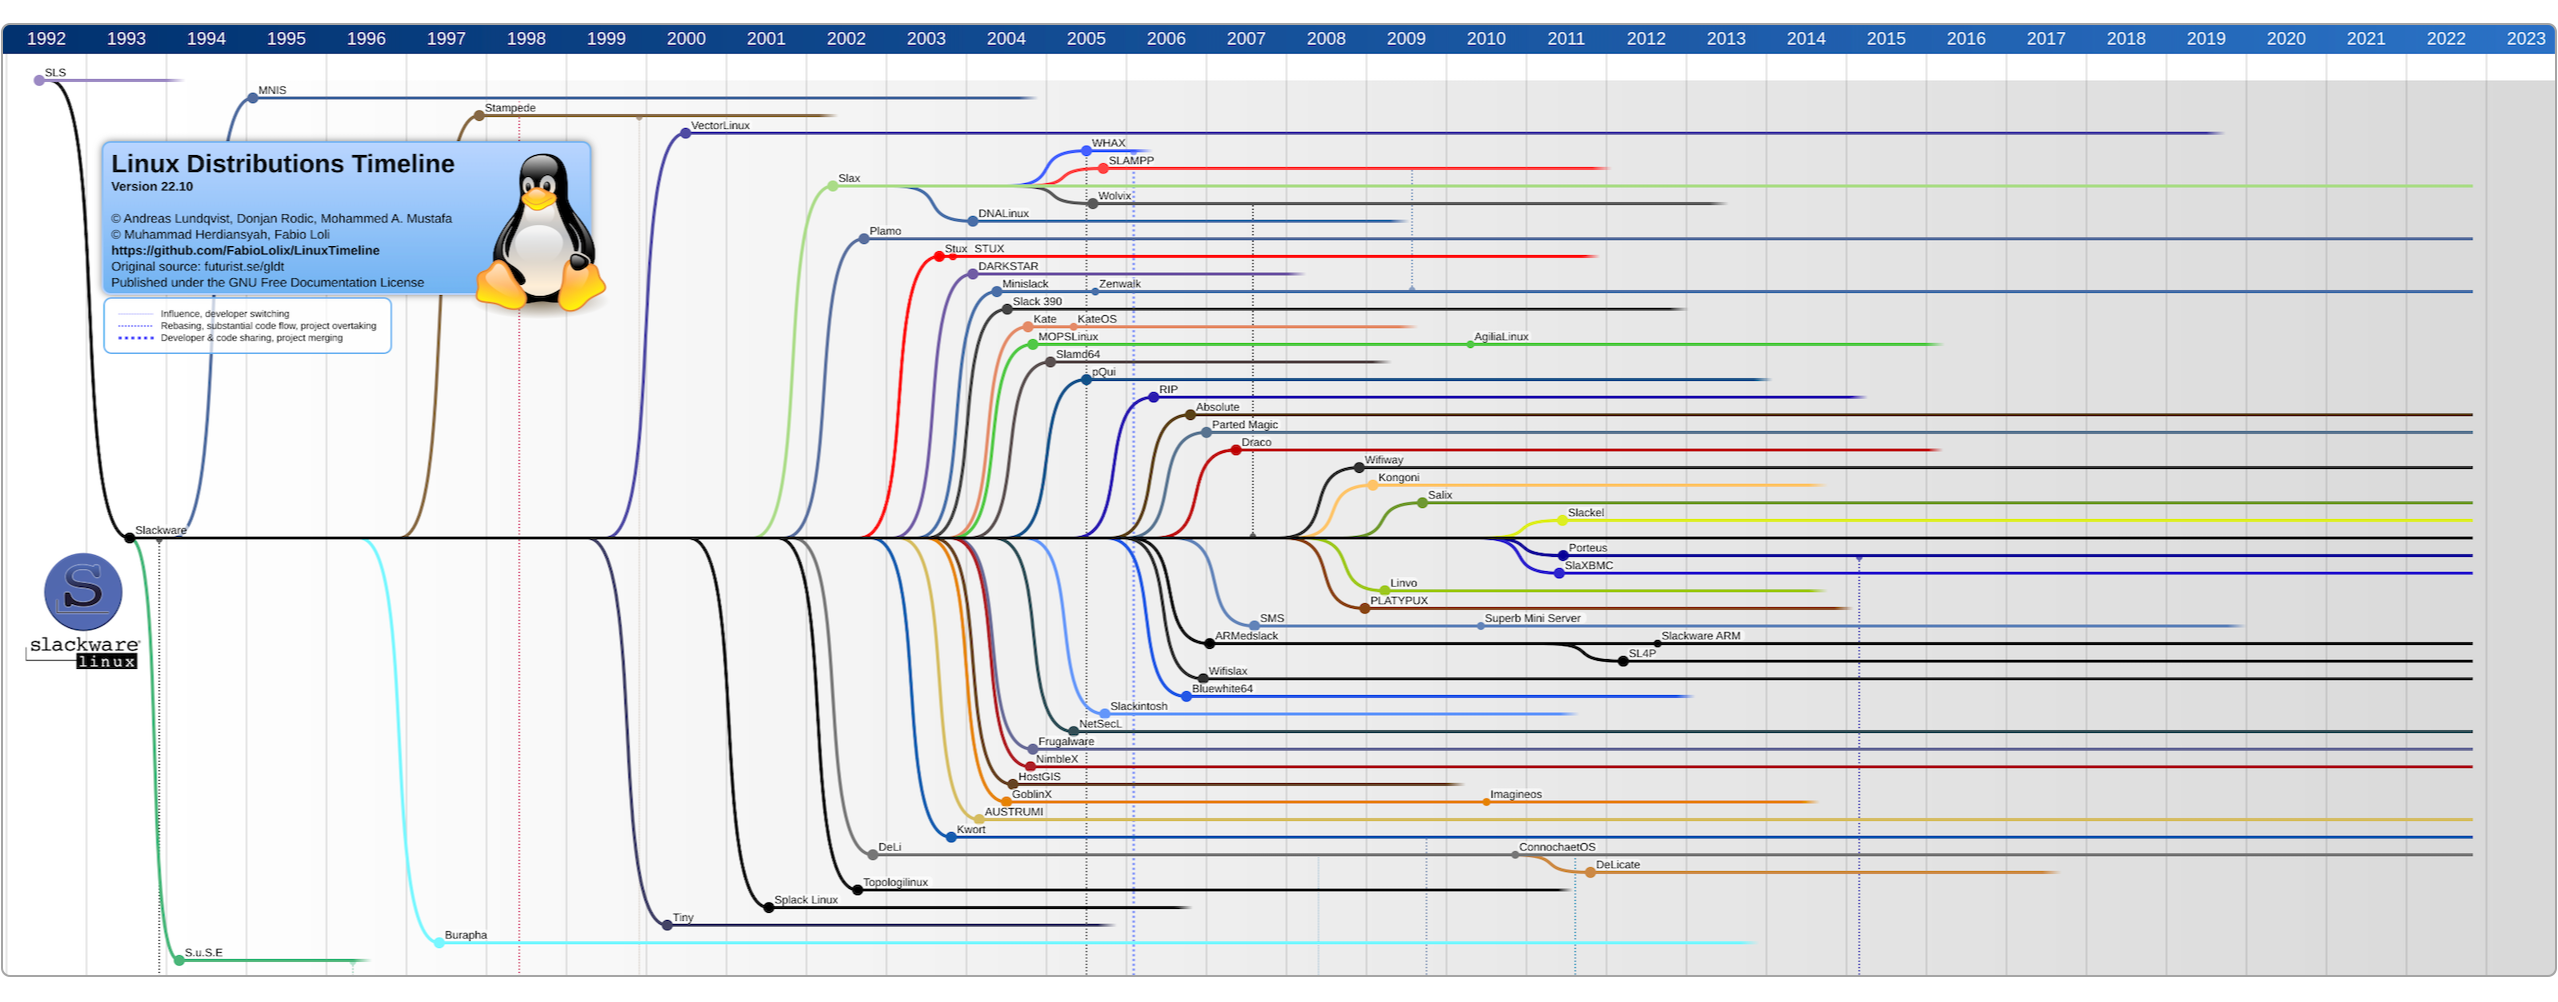 1992 1993 1994 1995 1996 1997 1998 1999 2000 2001 2002 2003 2004 2005 2006 2007 2008 2009 2010 2011 2012 2013 2014 2015 2016 2017 2018 2019 2020 2021 2022 2023
SLS
MNIS
Stampede
VectorLinux
WHAX
SLAMPP
Slax
Wolvix
DNALinux
Plamo
Stux STUX
DARKSTAR
Minislack Zenwalk
Slack 390
Kate KateOS
MOPSLinux AgiliaLinux
Slamd64
pQui
RIP
Absolute
Parted Magic
Draco
Wifiway
Kongoni
Salix
Slackel
Slackware
Porteus
SlaXBMC
Linvo
PLATYPUX
SMS Superb Mini Server
ARMedslack Slackware ARM
SL4P
Wifislax
Bluewhite64
Slackintosh
NetSecL
Frugalware
NimbleX
HostGIS
GoblinX Imagineos
AUSTRUMI
Kwort
DeLi ConnochaetOS
DeLicate
Topologilinux
Splack Linux
Tiny
Burapha
S.u.S.E
Linux Distributions Timeline
Version 22.10
© Andreas Lundqvist, Donjan Rodic, Mohammed A. Mustafa
© Muhammad Herdiansyah, Fabio Loli
https://github.com/FabioLolix/LinuxTimeline
Original source: futurist.se/gldt
Published under the GNU Free Documentation License
Influence, developer switching
Rebasing, substantial code flow, project overtaking
Developer & code sharing, project merging
S
slackware
linux